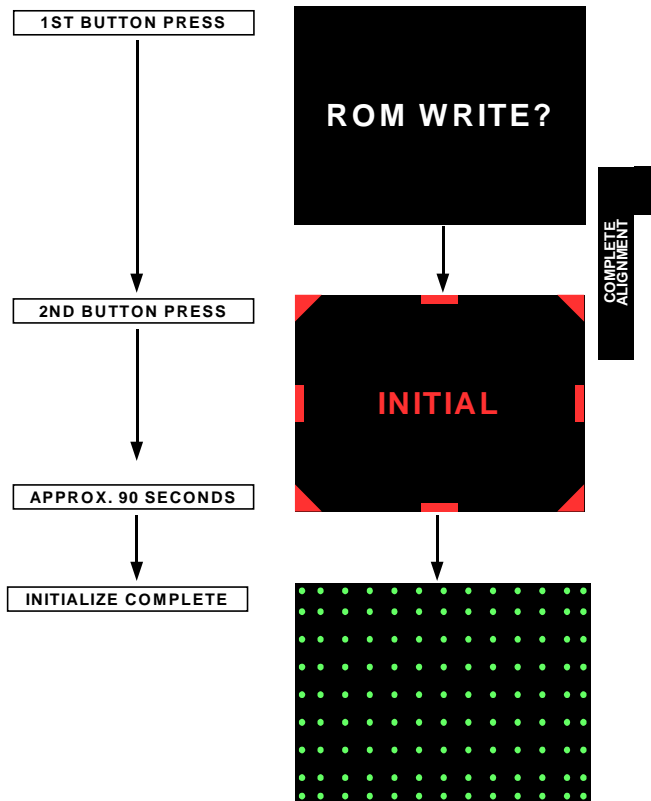 1ST BUTTON PRESS
ROM WRITE?
COMPLETE
ALIGNMENT
2ND BUTTON PRESS
INITIAL
APPROX. 90 SECONDS
INITIALIZE COMPLETE